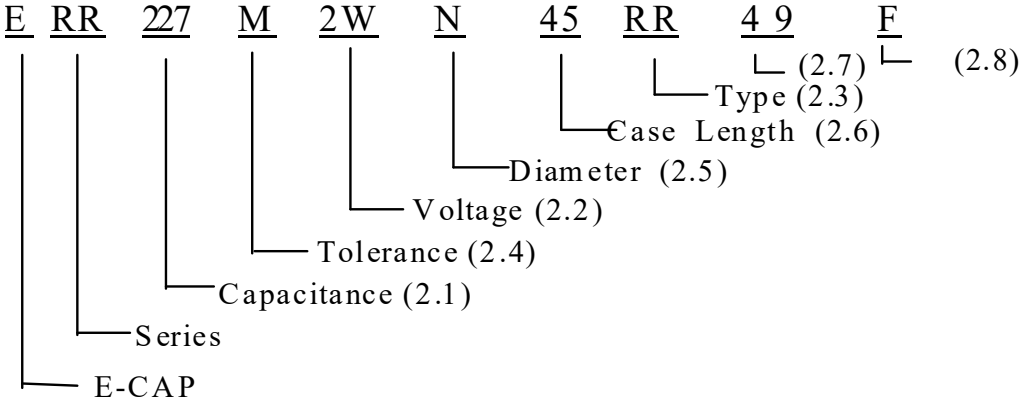 E RR 227 M 2W N 45 RR 4 9 F
(2.8)
(2.7)
Type (2.3)
Case Length (2.6)
Diameter (2.5)
Voltage (2.2)
Tolerance (2.4)
Capacitance (2.1)
Series
E-CAP